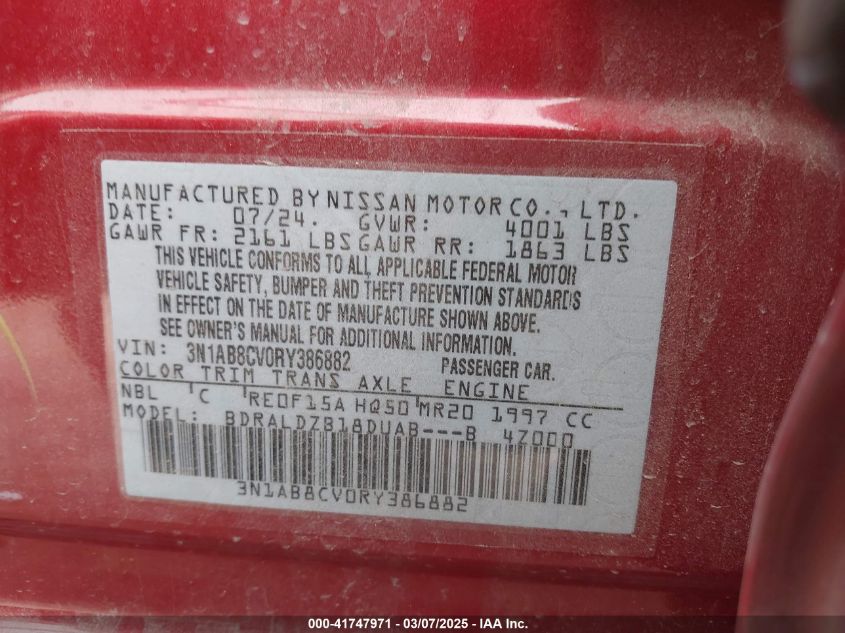 MANUFACTURED BY NISSAN MOTOR CO., LTD.
DATE: 07/24. GVWR: 4001 LBS
GAWR FR: 2161 LBS GAWR RR: 1863 LBS
THIS VEHICLE CONFORMS TO ALL APPLICABLE FEDERAL MOTOR
VEHICLE SAFETY, BUMPER AND THEFT PREVENTION STANDARDS
IN EFFECT ON THE DATE OF MANUFACTURE SHOWN ABOVE.
SEE OWNER'S MANUAL FOR ADDITIONAL INFORMATION.
VIN: 3N1AB8CV0RY386882 PASSENGER CAR.
COLOR TRIM TRANS AXLE ENGINE
NBL C RE0F15A HQ50 MR20 1997 CC
MODEL: BDRALDZB18DUAB---B 4Z000
3N1AB8CV0RY386882
000-41747971 | 03/07/2025 - IAA Inc.